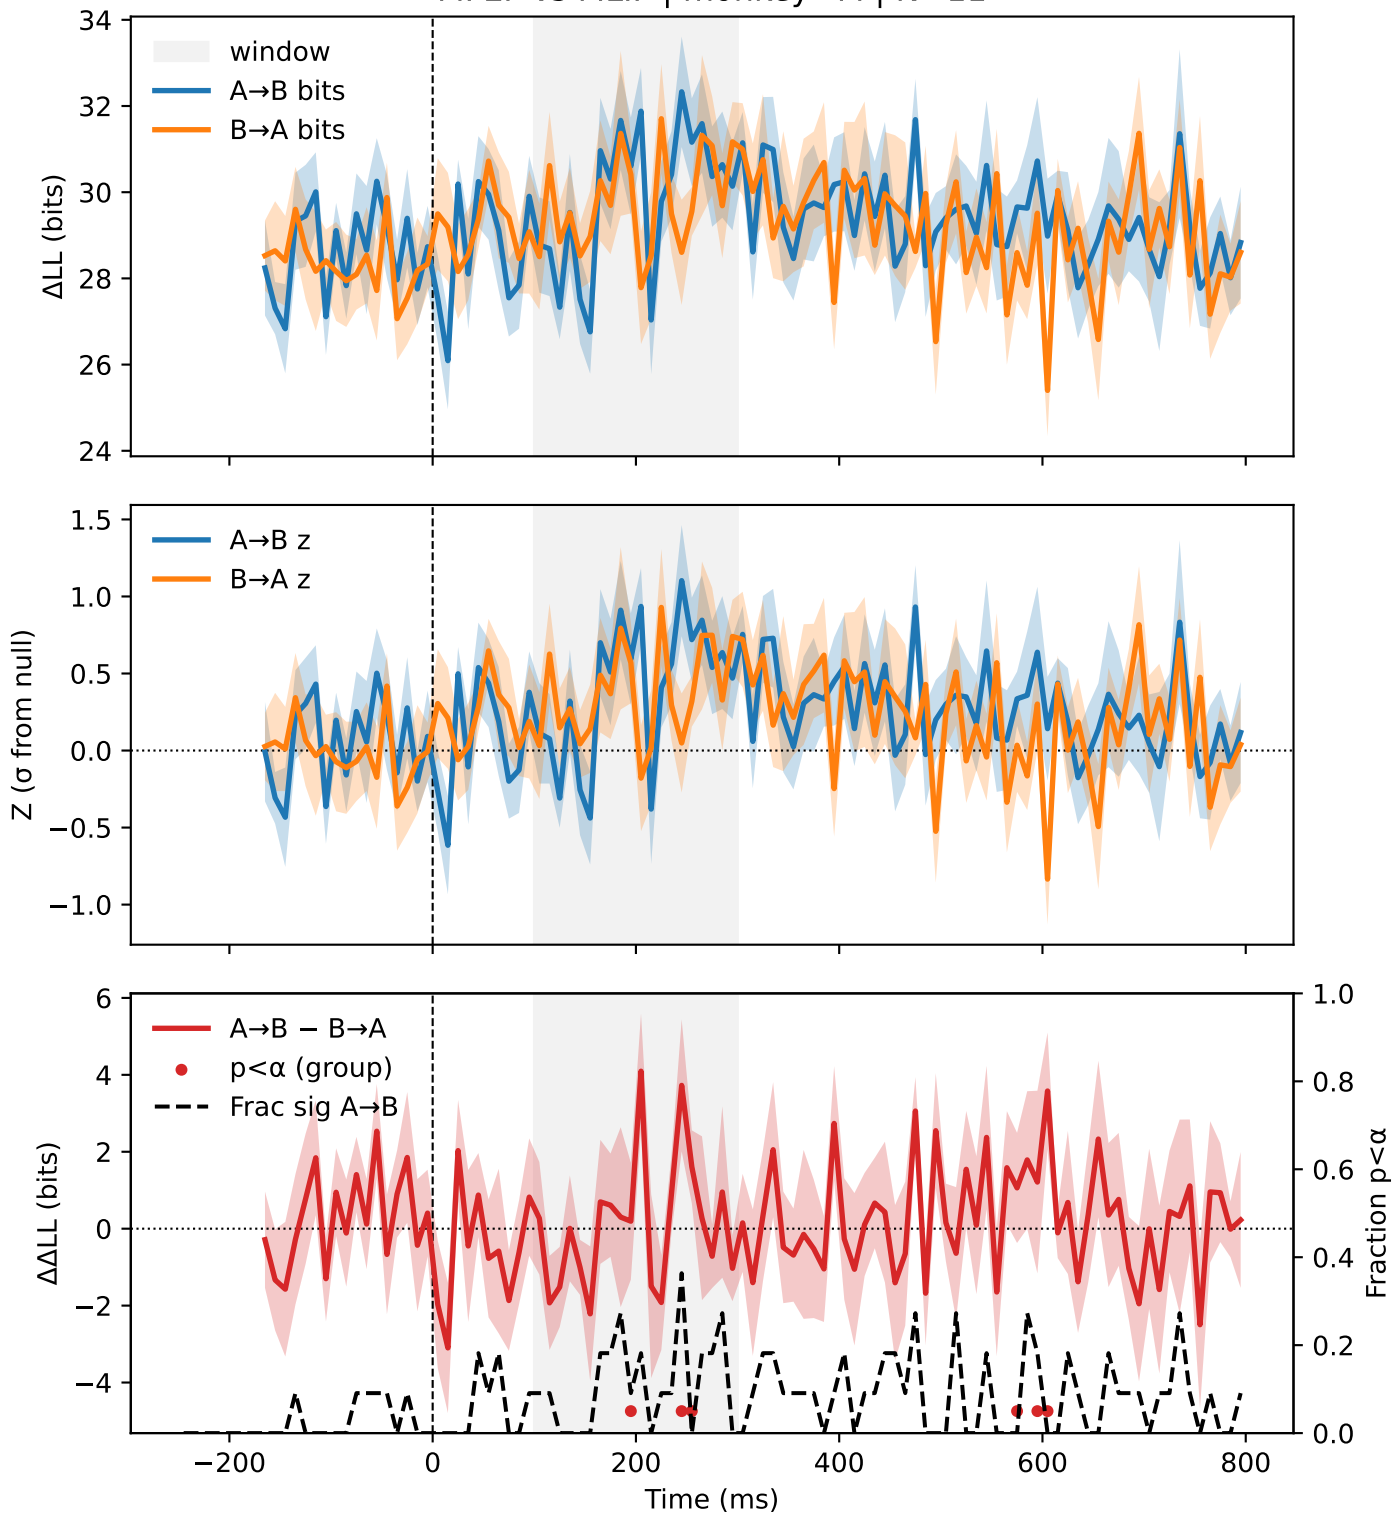 34
32
30
28
26
24
ΔLL (bits)
window
A→B bits
B→A bits
1.5
1.0
0.5
0.0
−0.5
−1.0
Z (σ from null)
A→B z
B→A z
6
4
2
0
−2
−4
ΔΔLL (bits)
A→B − B→A
p<α (group)
Frac sig A→B
1.0
0.8
0.6
0.4
0.2
0.0
Fraction p<α
−200 0 200 400 600 800
Time (ms)